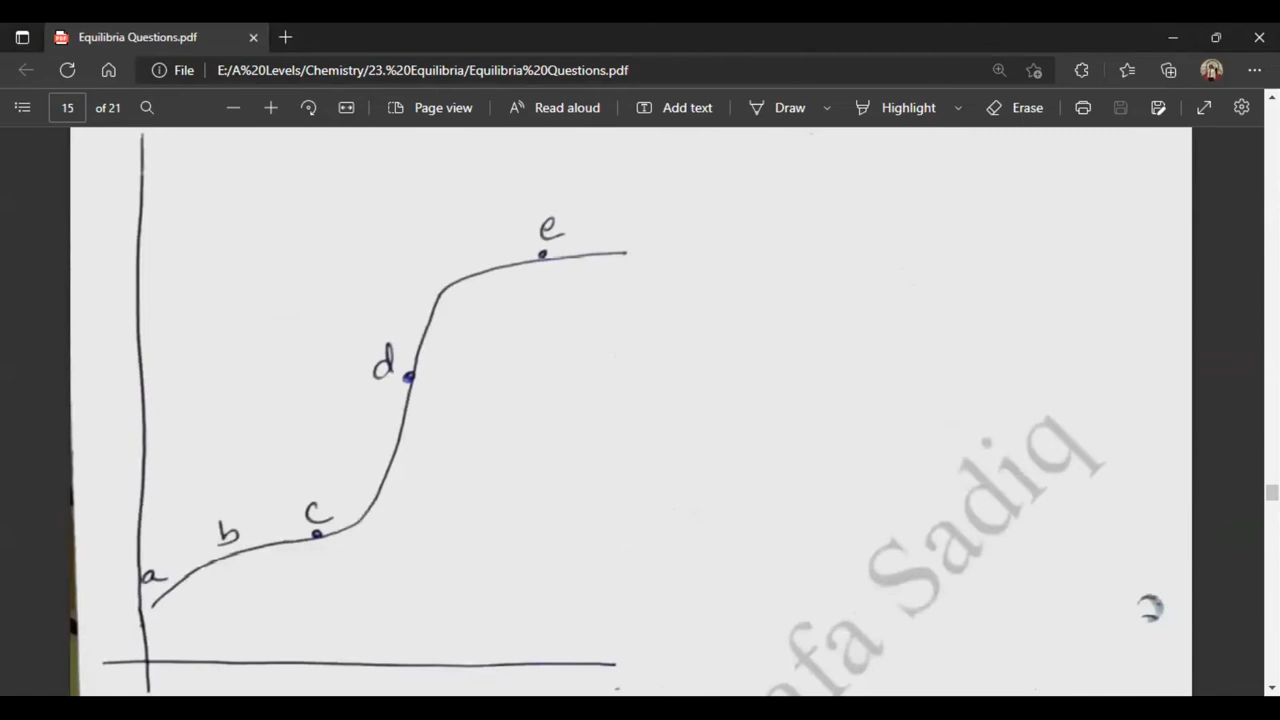 Equilibria Questions.pdf
File E:/A%20Levels/Chemistry/23.%20Equilibria/Equilibria%20Questions.pdf
15 of 21 Page view Read aloud Add text Draw Highlight Erase
e
d
c
b
a
Sadiq